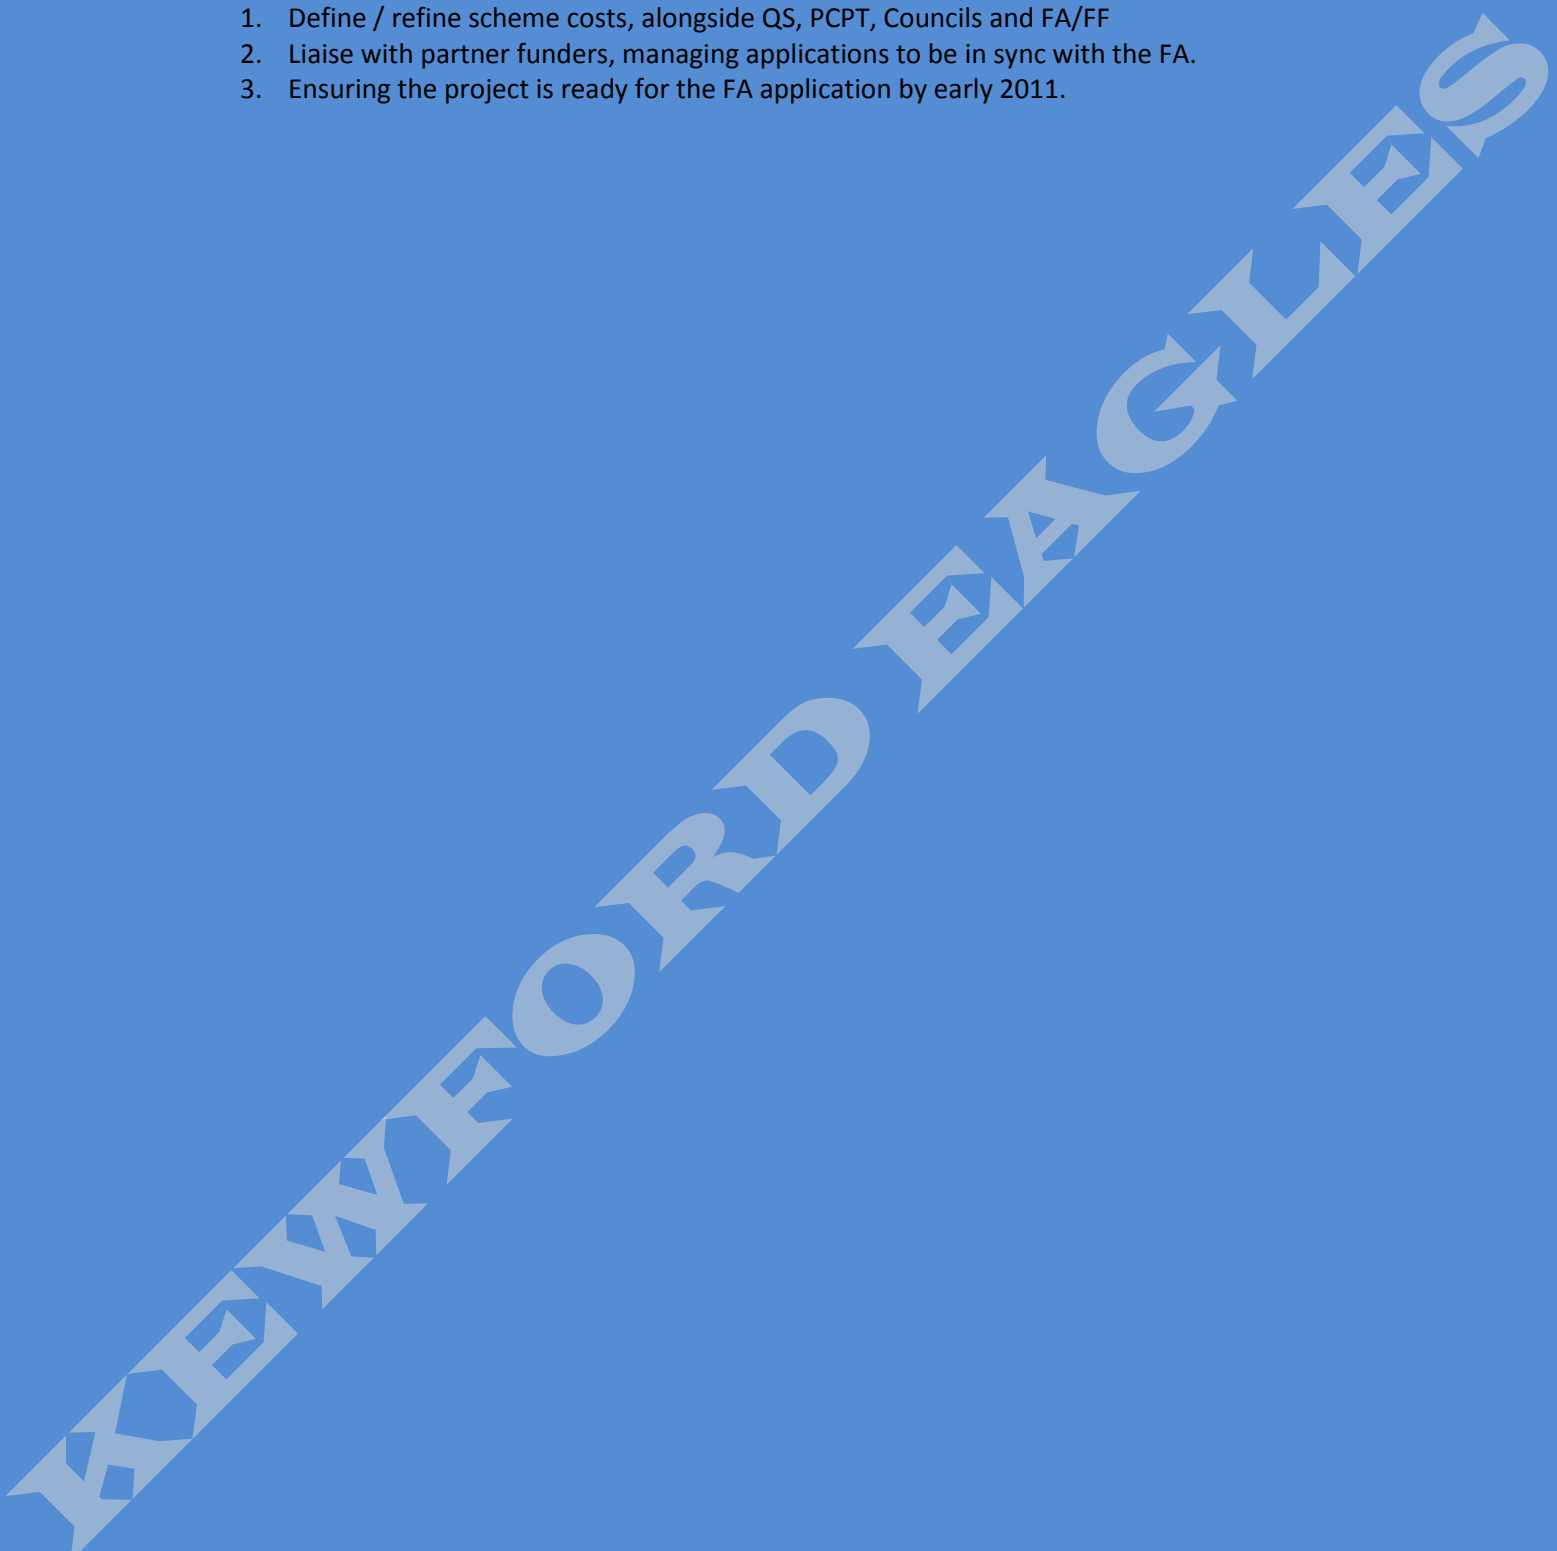 1. Define / refine scheme costs, alongside QS, PCPT, Councils and FA/FF
2. Liaise with partner funders, managing applications to be in sync with the FA.
3. Ensuring the project is ready for the FA application by early 2011.
KEWFORD EAGLES